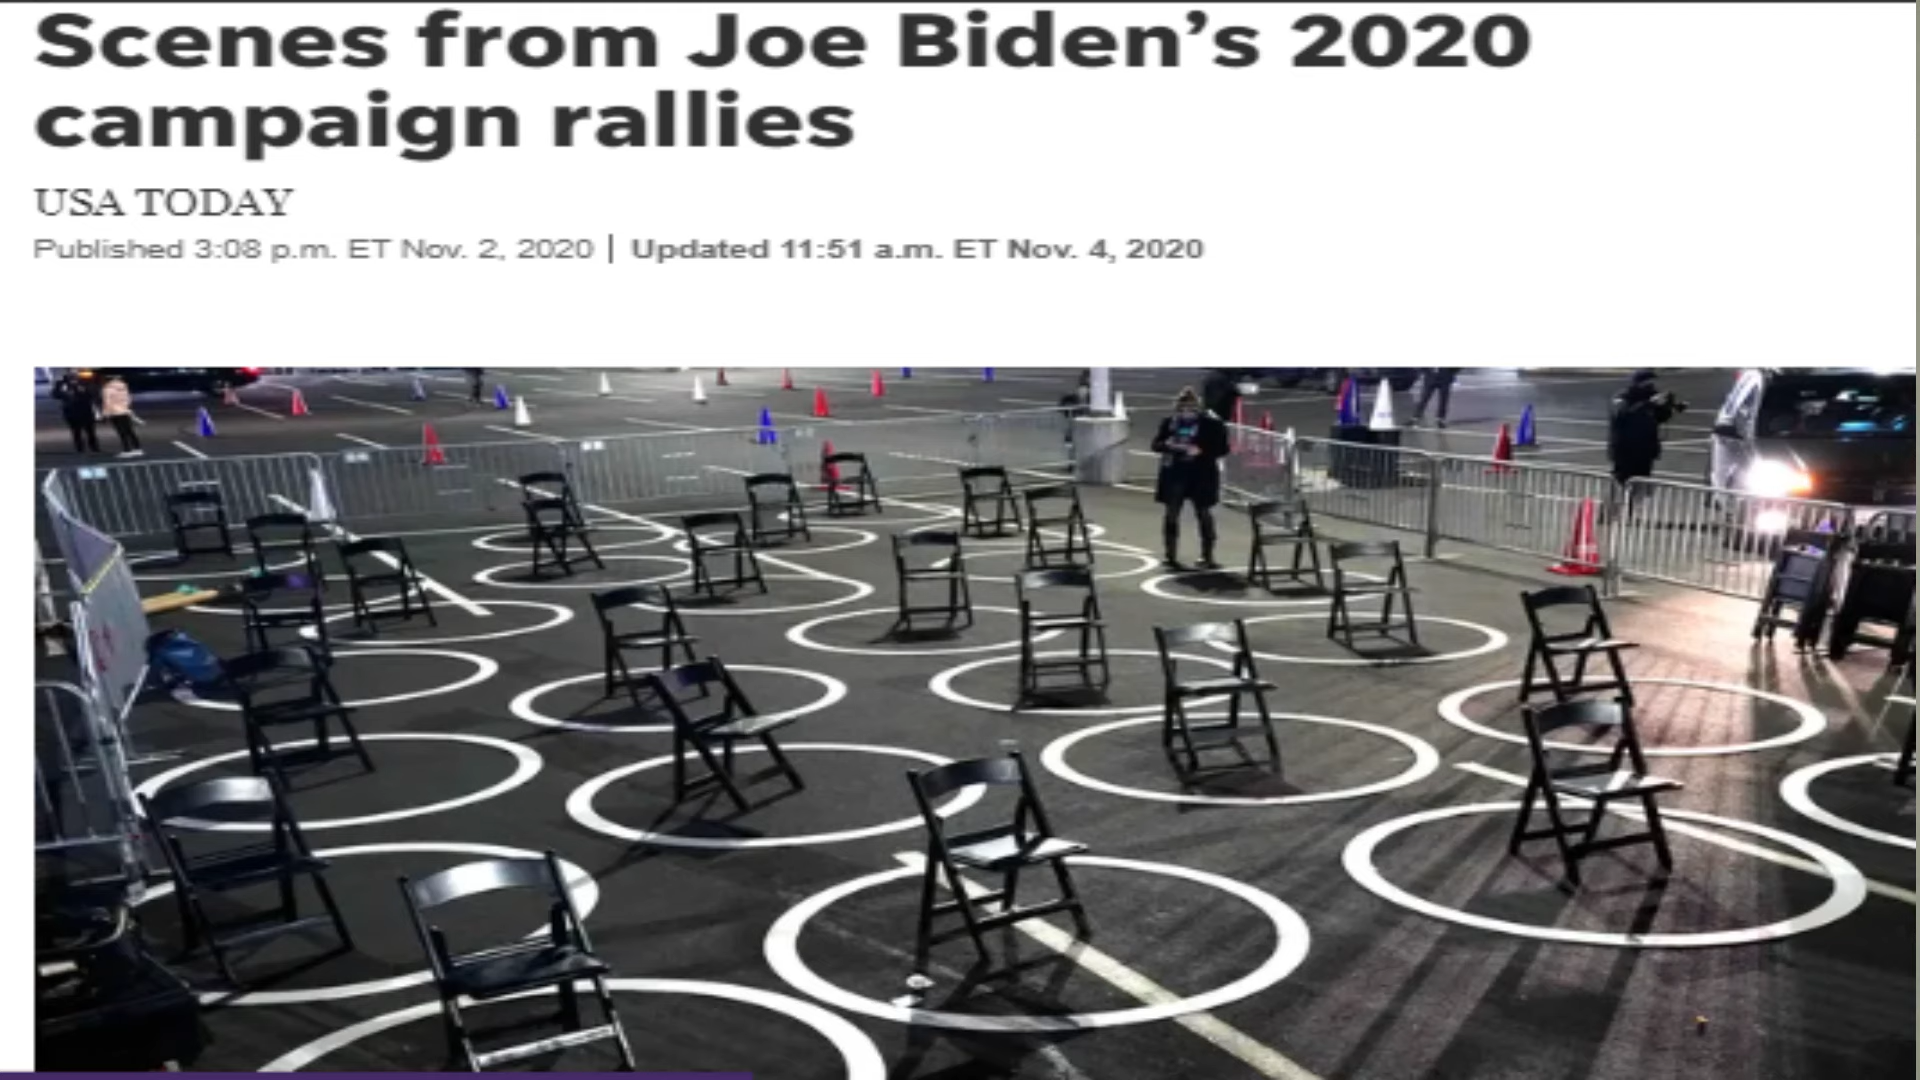 Scenes from Joe Biden’s 2020
campaign rallies
USA TODAY
Published 3:08 p.m. ET Nov. 2, 2020 | Updated 11:51 a.m. ET Nov. 4, 2020